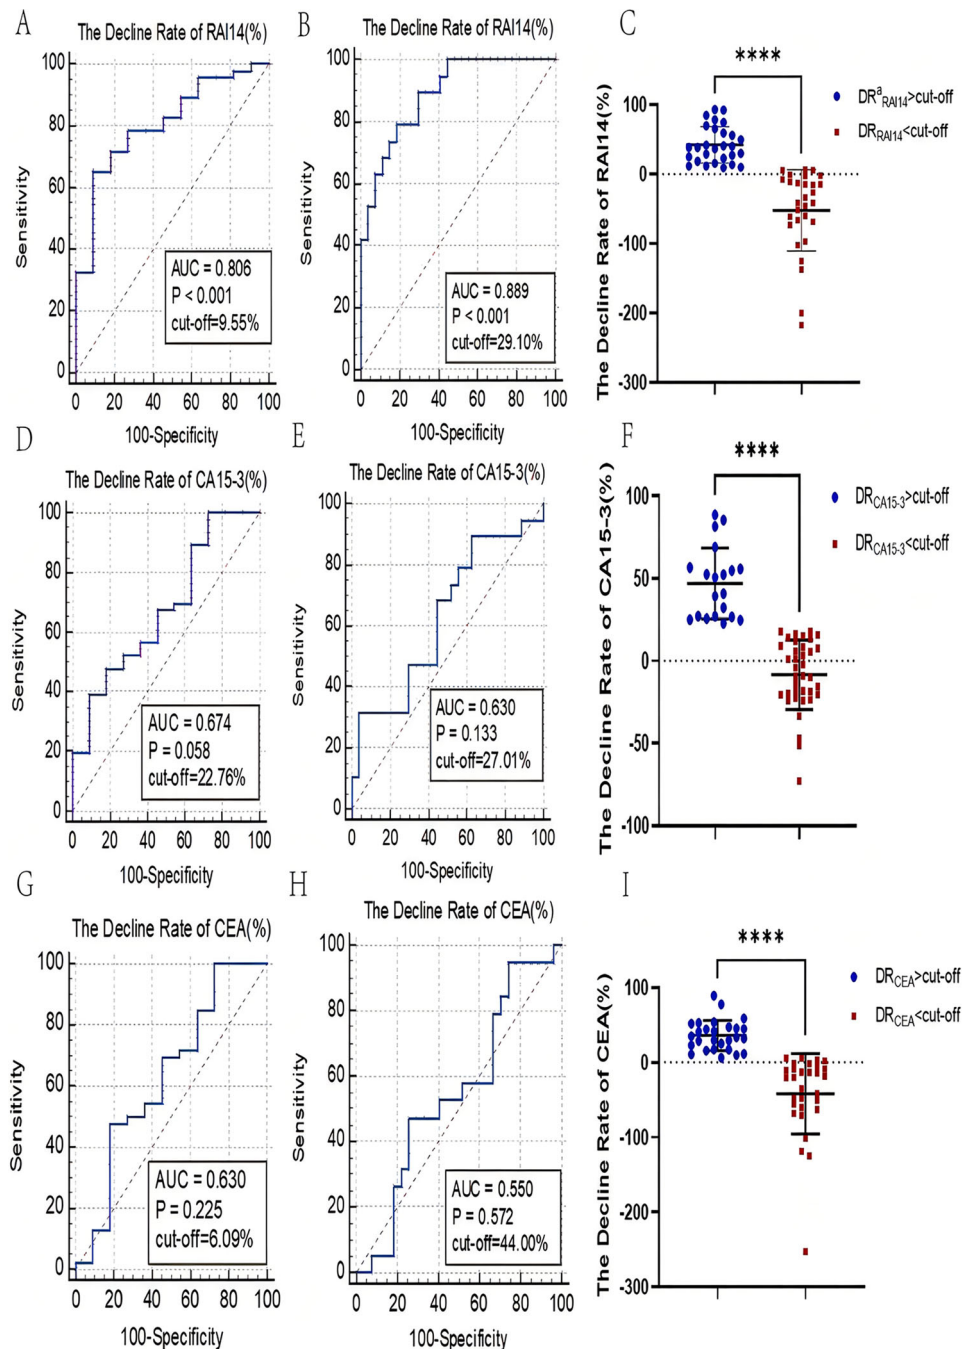 A
The Decline Rate of RAI14(%)
100
80
60
40
20
0
Sensitivity
AUC = 0.806
P < 0.001
cut-off=9.55%
0 20 40 60 80 100
100-Specificity
B
The Decline Rate of RAI14(%)
100
80
60
40
20
0
Sensitivity
AUC = 0.889
P < 0.001
cut-off=29.10%
0 20 40 60 80 100
100-Specificity
C
****
The Decline Rate of RAI14(%)
100
0
-100
-200
-300
DRᵃRAI14>cut-off
DRRAI14<cut-off
D
The Decline Rate of CA15-3(%)
100
80
60
40
20
0
Sensitivity
AUC = 0.674
P = 0.058
cut-off=22.76%
0 20 40 60 80 100
100-Specificity
E
The Decline Rate of CA15-3(%)
100
80
60
40
20
0
Sensitivity
AUC = 0.630
P = 0.133
cut-off=27.01%
0 20 40 60 80 100
100-Specificity
F
****
The Decline Rate of CA15-3(%)
100
50
0
-50
-100
DRCA15-3>cut-off
DRCA15-3<cut-off
G
The Decline Rate of CEA(%)
100
80
60
40
20
0
Sensitivity
AUC = 0.630
P = 0.225
cut-off=6.09%
0 20 40 60 80 100
100-Specificity
H
The Decline Rate of CEA(%)
100
80
60
40
20
0
Sensitivity
AUC = 0.550
P = 0.572
cut-off=44.00%
0 20 40 60 80 100
100-Specificity
I
****
The Decline Rate of CEA(%)
100
0
-100
-200
-300
DRCEA>cut-off
DRCEA<cut-off